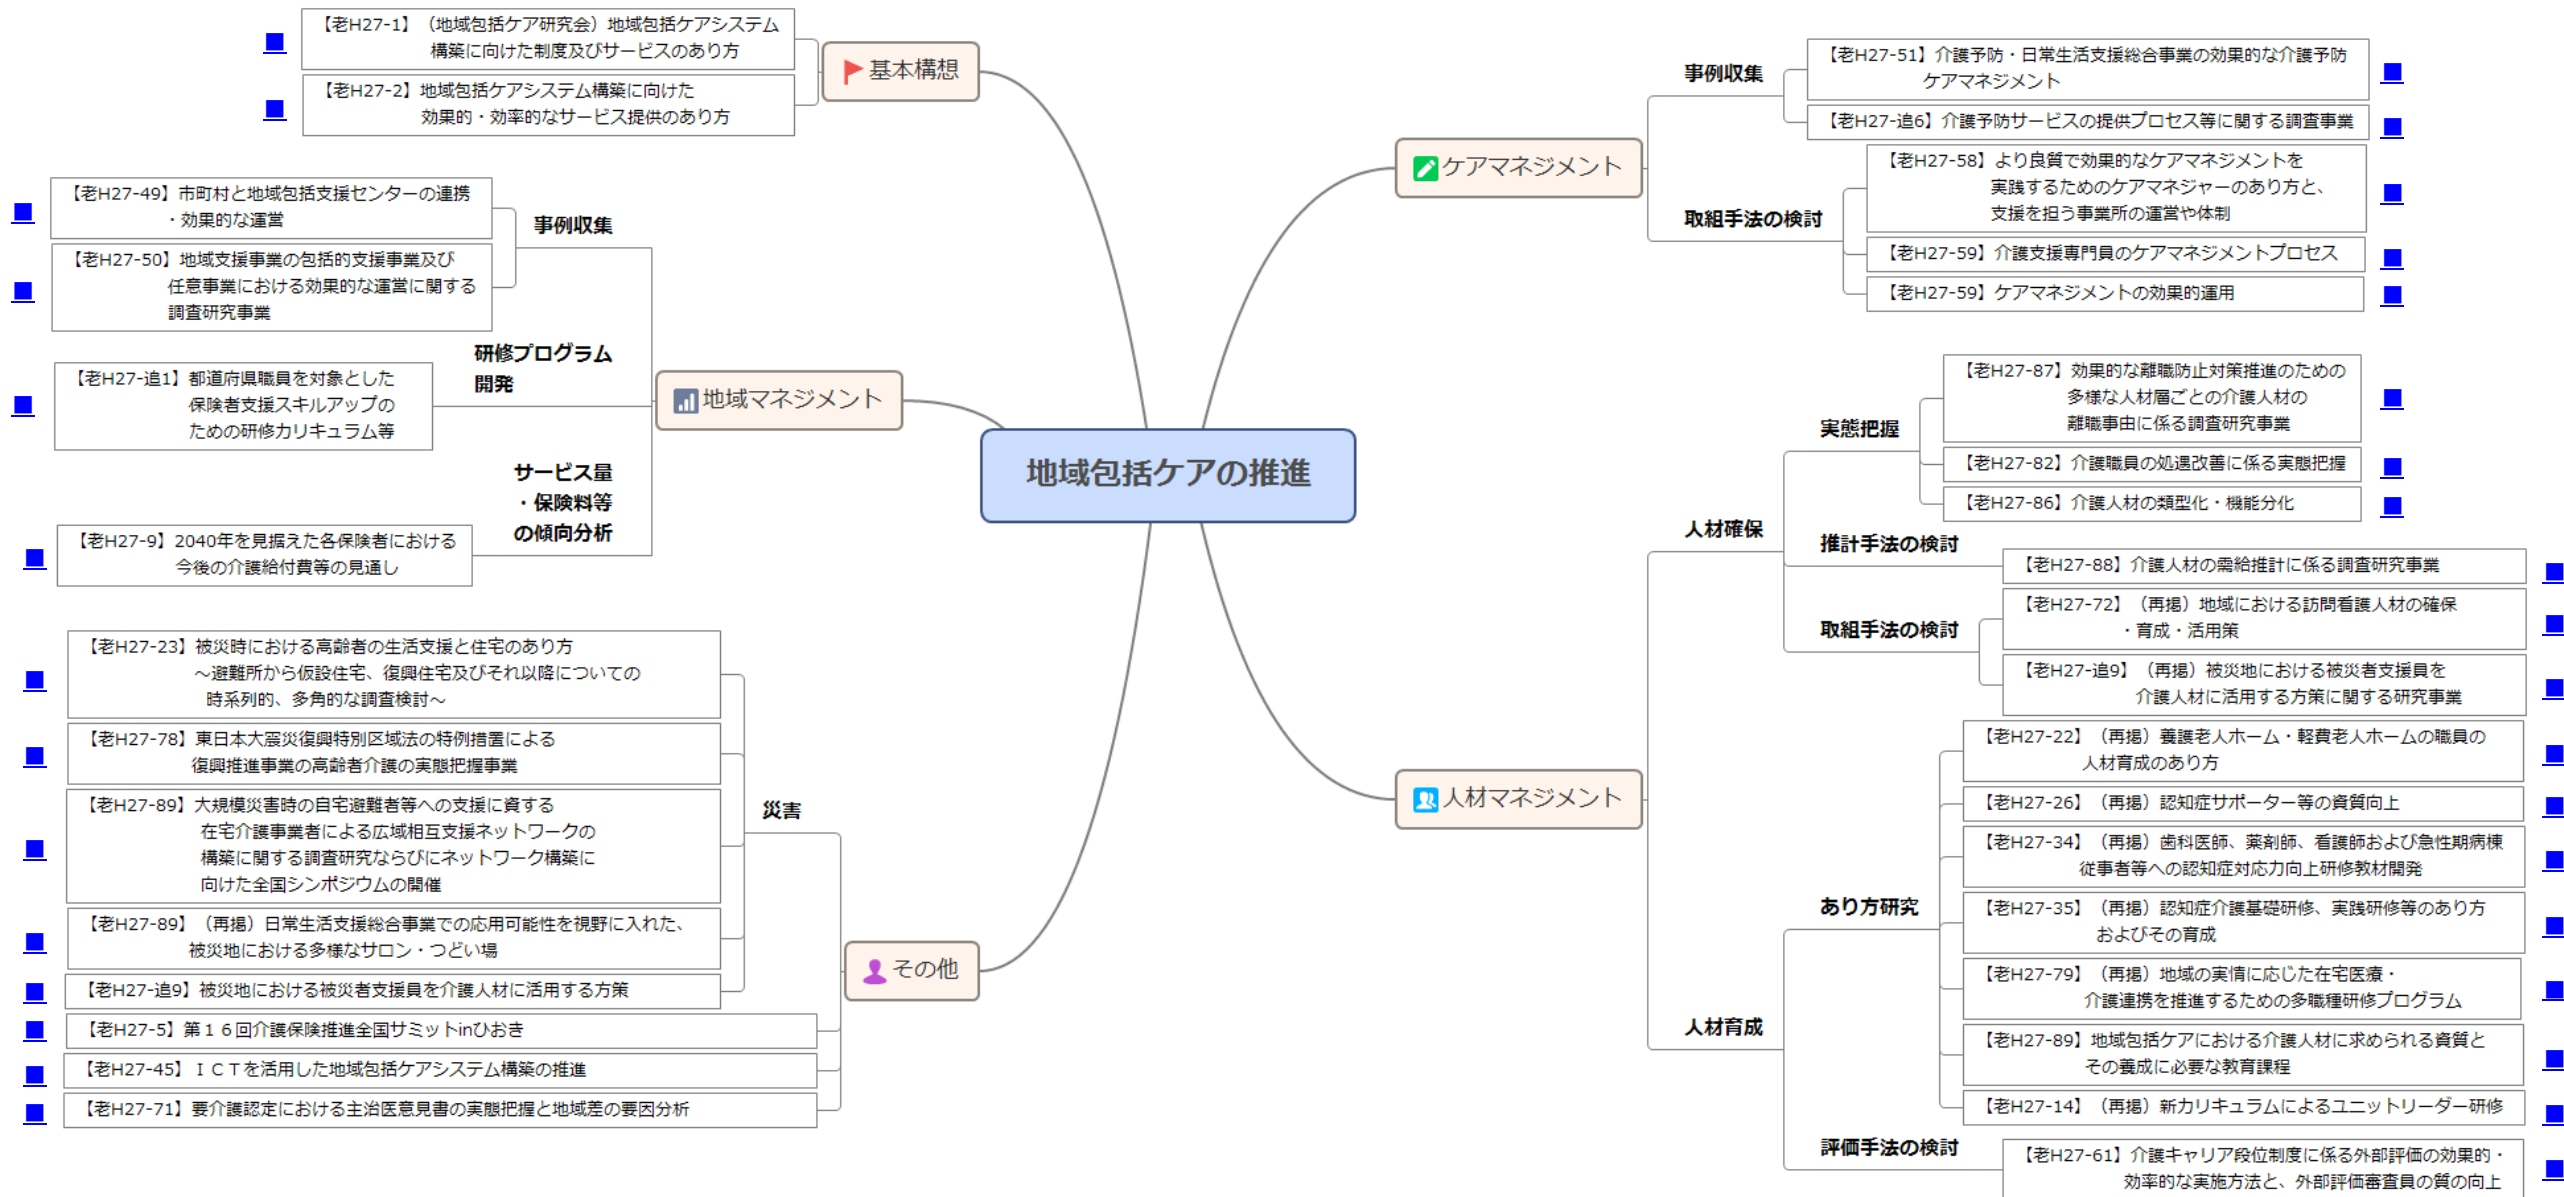 地域包括ケアの推進
基本構想
【老H27-1】（地域包括ケア研究会）地域包括ケアシステム
構築に向けた制度及びサービスのあり方
【老H27-2】地域包括ケアシステム構築に向けた
効果的・効率的なサービス提供のあり方
地域マネジメント
事例収集
【老H27-49】市町村と地域包括支援センターの連携
・効果的な運営
【老H27-50】地域支援事業の包括的支援事業及び
任意事業における効果的な運営に関する
調査研究事業
研修プログラム
開発
【老H27-追1】都道府県職員を対象とした
保険者支援スキルアップの
ための研修カリキュラム等
サービス量
・保険料等
の傾向分析
【老H27-9】2040年を見据えた各保険者における
今後の介護給付費等の見通し
その他
災害
【老H27-23】被災時における高齢者の生活支援と住宅のあり方
～避難所から仮設住宅、復興住宅及びそれ以降についての
時系列的、多角的な調査検討～
【老H27-78】東日本大震災復興特別区域法の特例措置による
復興推進事業の高齢者介護の実態把握事業
【老H27-89】大規模災害時の自宅避難者等への支援に資する
在宅介護事業者による広域相互支援ネットワークの
構築に関する調査研究ならびにネットワーク構築に
向けた全国シンポジウムの開催
【老H27-89】（再掲）日常生活支援総合事業での応用可能性を視野に入れた、
被災地における多様なサロン・つどい場
【老H27-追9】被災地における被災者支援員を介護人材に活用する方策
【老H27-5】第１６回介護保険推進全国サミットinひおき
【老H27-45】ＩＣＴを活用した地域包括ケアシステム構築の推進
【老H27-71】要介護認定における主治医意見書の実態把握と地域差の要因分析
ケアマネジメント
事例収集
【老H27-51】介護予防・日常生活支援総合事業の効果的な介護予防
ケアマネジメント
【老H27-追6】介護予防サービスの提供プロセス等に関する調査事業
取組手法の検討
【老H27-58】より良質で効果的なケアマネジメントを
実践するためのケアマネジャーのあり方と、
支援を担う事業所の運営や体制
【老H27-59】介護支援専門員のケアマネジメントプロセス
【老H27-59】ケアマネジメントの効果的運用
人材マネジメント
人材確保
実態把握
【老H27-87】効果的な離職防止対策推進のための
多様な人材層ごとの介護人材の
離職事由に係る調査研究事業
【老H27-82】介護職員の処遇改善に係る実態把握
【老H27-86】介護人材の類型化・機能分化
推計手法の検討
【老H27-88】介護人材の需給推計に係る調査研究事業
取組手法の検討
【老H27-72】（再掲）地域における訪問看護人材の確保
・育成・活用策
【老H27-追9】（再掲）被災地における被災者支援員を
介護人材に活用する方策に関する研究事業
人材育成
あり方研究
【老H27-22】（再掲）養護老人ホーム・軽費老人ホームの職員の
人材育成のあり方
【老H27-26】（再掲）認知症サポーター等の資質向上
【老H27-34】（再掲）歯科医師、薬剤師、看護師および急性期病棟
従事者等への認知症対応力向上研修教材開発
【老H27-35】（再掲）認知症介護基礎研修、実践研修等のあり方
およびその育成
【老H27-79】（再掲）地域の実情に応じた在宅医療・
介護連携を推進するための多職種研修プログラム
【老H27-89】地域包括ケアにおける介護人材に求められる資質と
その養成に必要な教育課程
【老H27-14】（再掲）新カリキュラムによるユニットリーダー研修
評価手法の検討
【老H27-61】介護キャリア段位制度に係る外部評価の効果的・
効率的な実施方法と、外部評価審査員の質の向上